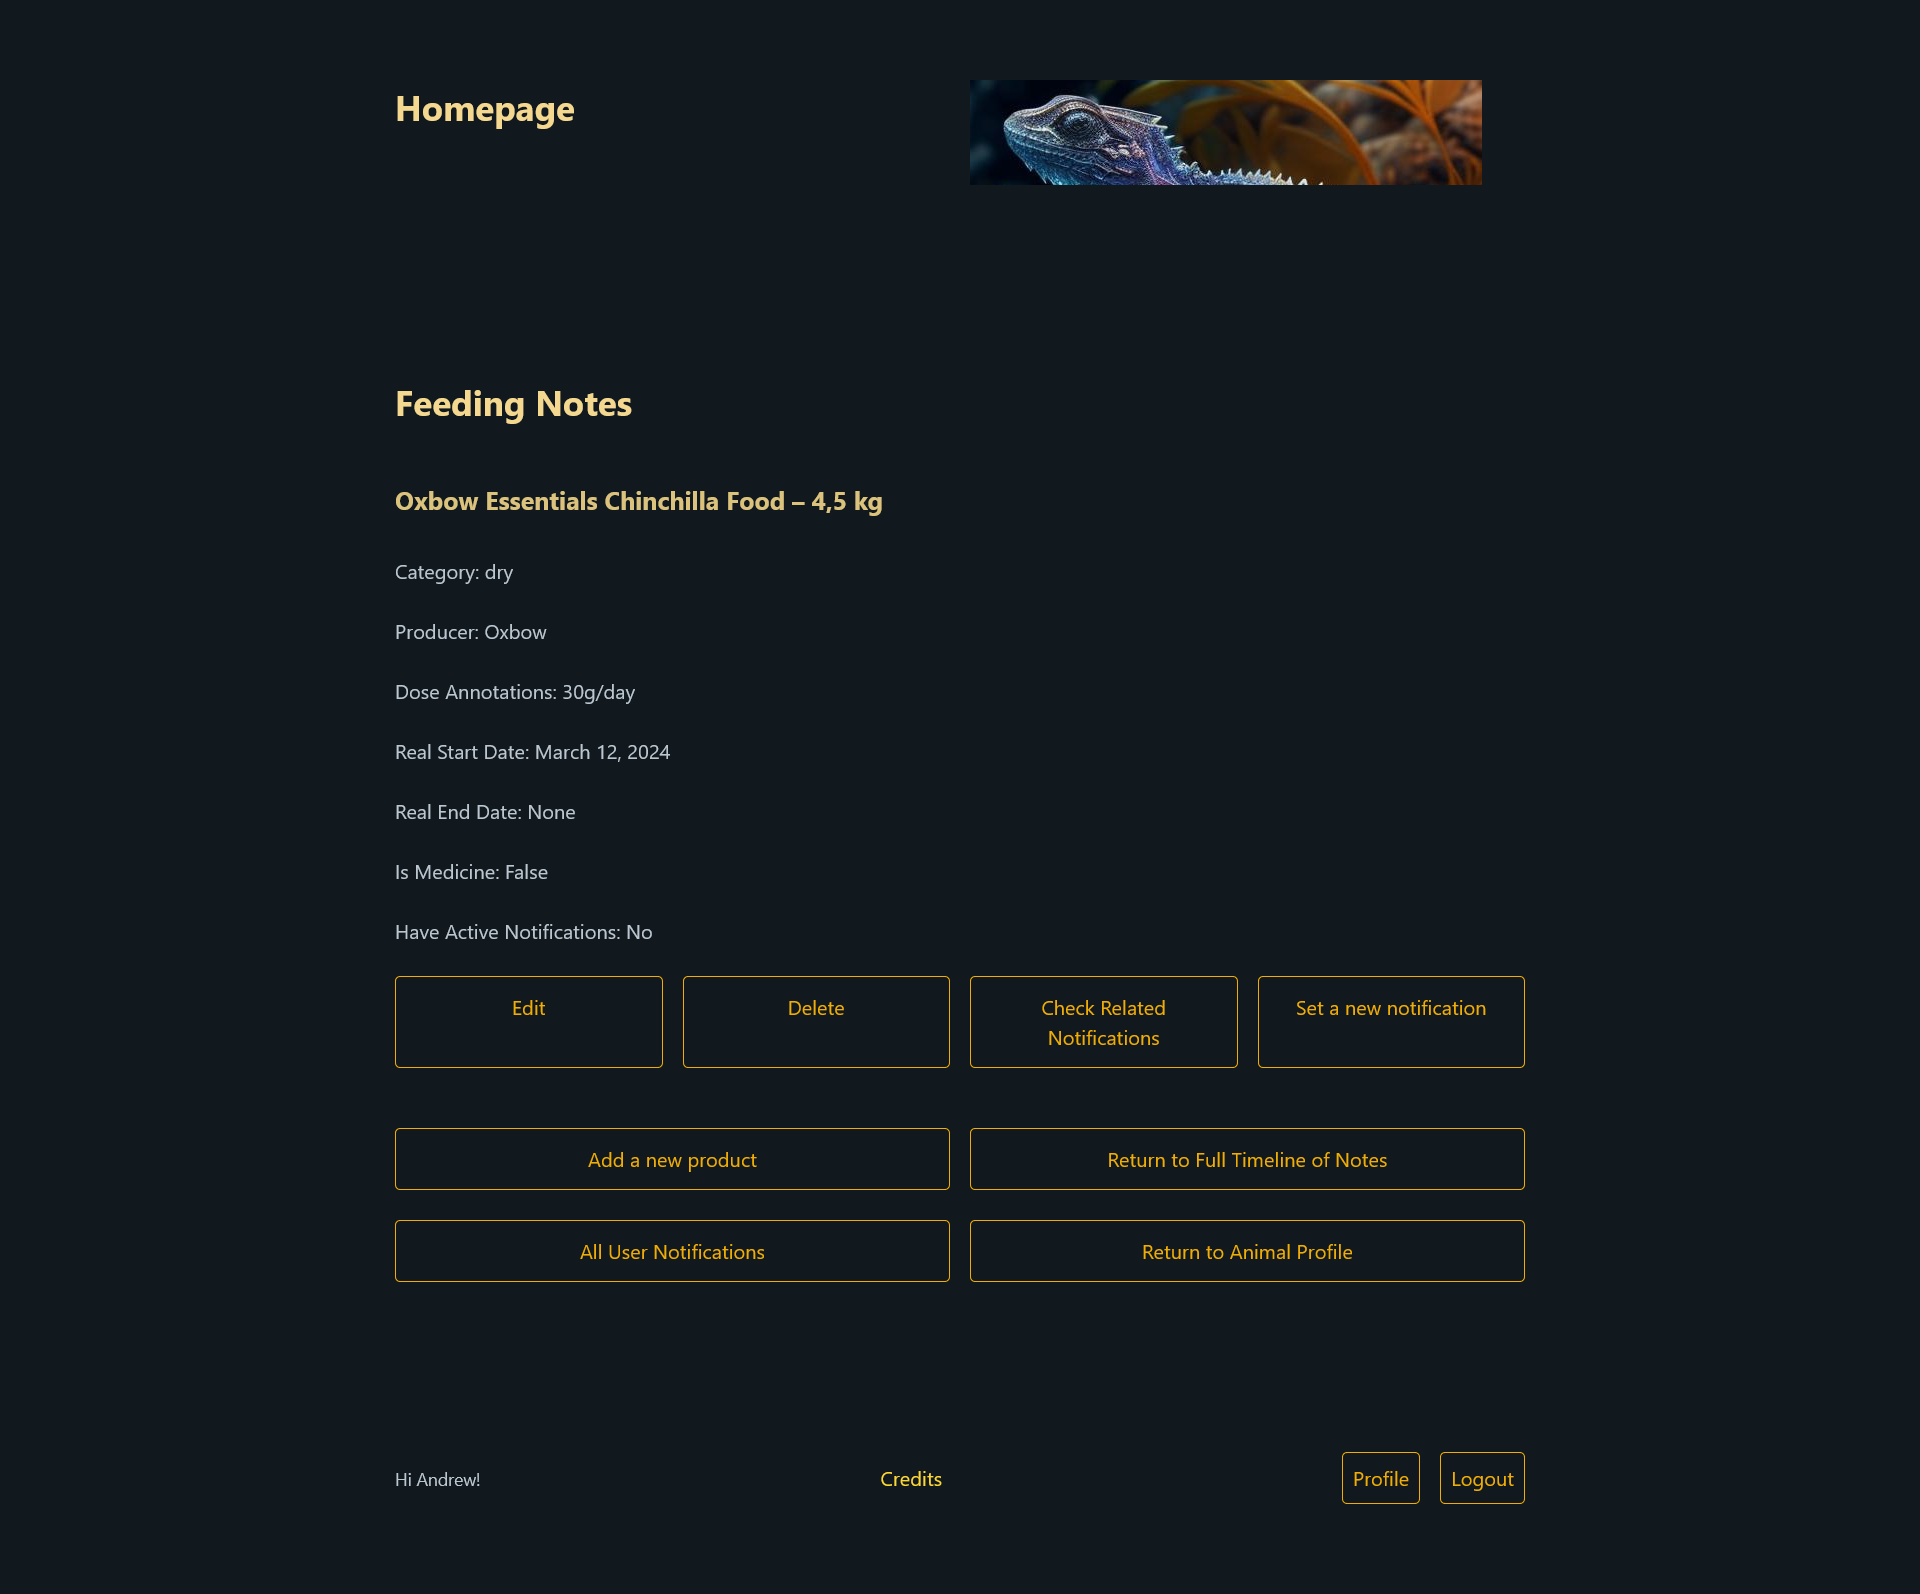 Homepage
Feeding Notes
Oxbow Essentials Chinchilla Food – 4,5 kg
Category: dry
Producer: Oxbow
Dose Annotations: 30g/day
Real Start Date: March 12, 2024
Real End Date: None
Is Medicine: False
Have Active Notifications: No
Edit
Delete
Check Related
Notifications
Set a new notification
Add a new product
Return to Full Timeline of Notes
All User Notifications
Return to Animal Profile
Hi Andrew!
Credits
Profile
Logout